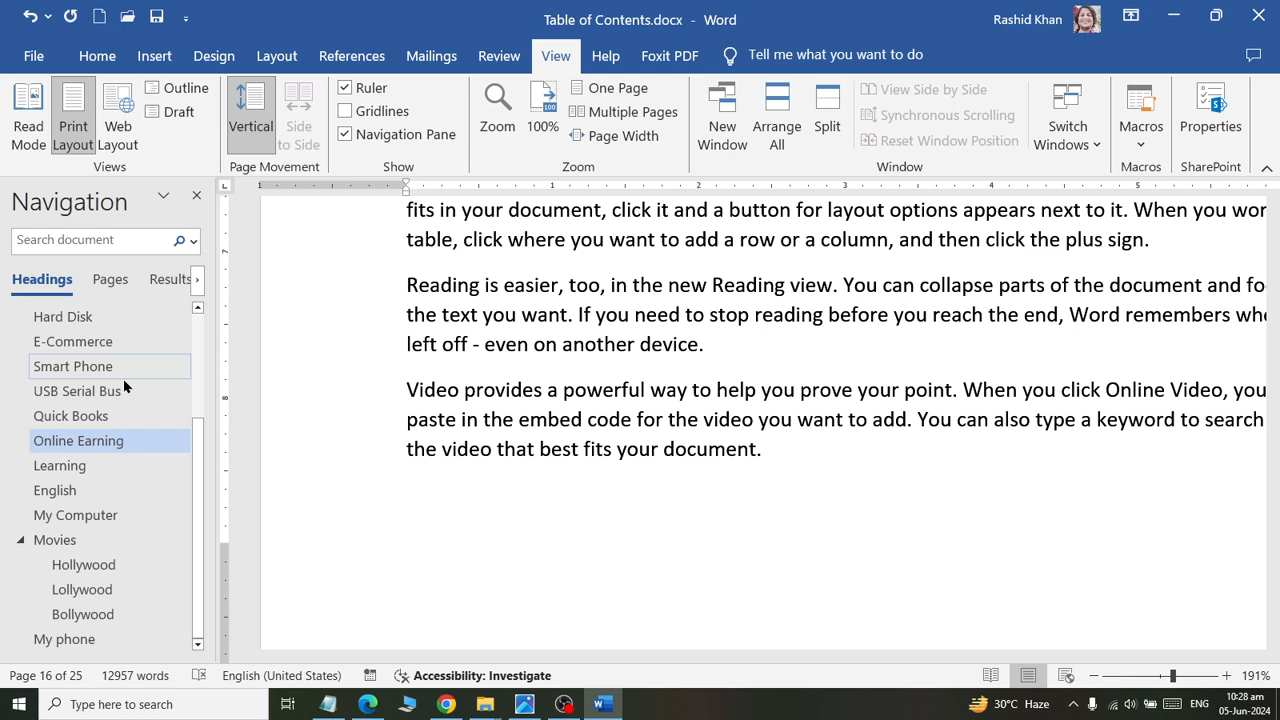 Table of Contents.docx - Word
Rashid Khan
File Home Insert Design Layout References Mailings Review View Help Foxit PDF Tell me what you want to do
Read Mode
Print Layout
Web Layout
Outline
Draft
Views
Vertical
Side to Side
Page Movement
Ruler
Gridlines
Navigation Pane
Show
Zoom
100%
One Page
Multiple Pages
Page Width
Zoom
New Window
Arrange All
Split
View Side by Side
Synchronous Scrolling
Reset Window Position
Window
Switch Windows
Macros
Macros
Properties
SharePoint
Navigation
Search document
Headings Pages Results
Hard Disk
E-Commerce
Smart Phone
USB Serial Bus
Quick Books
Online Earning
Learning
English
My Computer
Movies
Hollywood
Lollywood
Bollywood
My phone
1 1 2 3 4 5
7
8
fits in your document, click it and a button for layout options appears next to it. When you wor
table, click where you want to add a row or a column, and then click the plus sign.
Reading is easier, too, in the new Reading view. You can collapse parts of the document and fo
the text you want. If you need to stop reading before you reach the end, Word remembers whe
left off - even on another device.
Video provides a powerful way to help you prove your point. When you click Online Video, you
paste in the embed code for the video you want to add. You can also type a keyword to search
the video that best fits your document.
Page 16 of 25 12957 words English (United States) Accessibility: Investigate 191%
Type here to search
30°C Haze ENG
10:28 am
05-Jun-2024